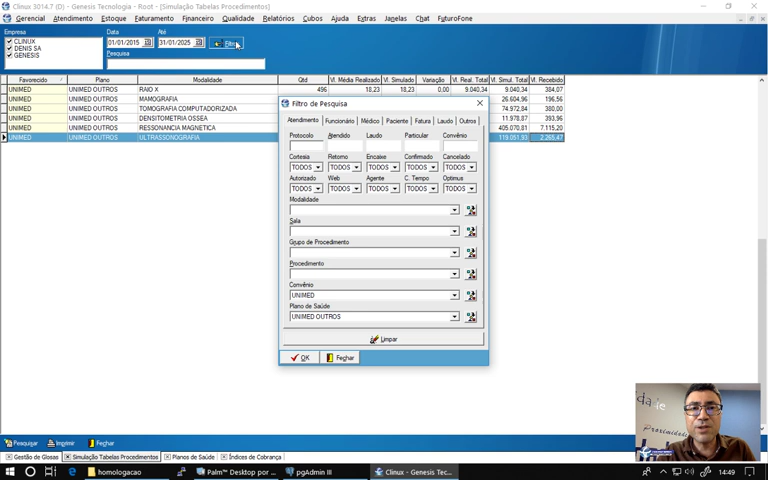 Clinux 3014.7 (D) - Genesis Tecnologia - Root - [Simulação Tabelas Procedimentos]
Gerencial Atendimento Estoque Faturamento Financeiro Qualidade Relatórios Cubos Ajuda Extras Janelas Chat FuturoFone
Empresa Data Até
CLINUX 01/01/2015 31/01/2025 Filtro
DENIS SA Pesquisa
GENESIS
Favorecido Plano Modalidade Qtd Vl. Média Realizado Vl. Simulado Variação Vl. Real. Total Vl. Simul. Total Vl. Recebido
UNIMED UNIMED OUTROS RAIO X 496 18,23 18,23 0,00 9.040,34 9.040,34 384,07
UNIMED UNIMED OUTROS MAMOGRAFIA 26.604,96 196,56
UNIMED UNIMED OUTROS TOMOGRAFIA COMPUTADORIZADA 74.972,84 380,00
UNIMED UNIMED OUTROS DENSITOMETRIA OSSEA 11.978,87 393,96
UNIMED UNIMED OUTROS RESSONANCIA MAGNETICA 405.070,81 7.115,20
UNIMED UNIMED OUTROS ULTRASSONOGRAFIA 119.051,93 2.265,47
Filtro de Pesquisa
Atendimento Funcionário Médico Paciente Fatura Laudo Outros
Protocolo Atendido Laudo Particular Convênio
Cortesia Retorno Encaixe Confirmado Cancelado
TODOS TODOS TODOS TODOS TODOS
Autorizado Web Agente C. Tempo Optimus
TODOS TODOS TODOS TODOS TODOS
Modalidade
Sala
Grupo de Procedimento
Procedimento
Convênio
UNIMED
Plano de Saúde
UNIMED OUTROS
Limpar
OK Fechar
Proximidade
Pesquisar Imprimir Fechar
Gestão de Glosas Simulação Tabelas Procedimentos Planos de Saúde Índices de Cobrança
homologacao Palm™ Desktop por ... pgAdmin III Clinux - Genesis Tec... 14:49